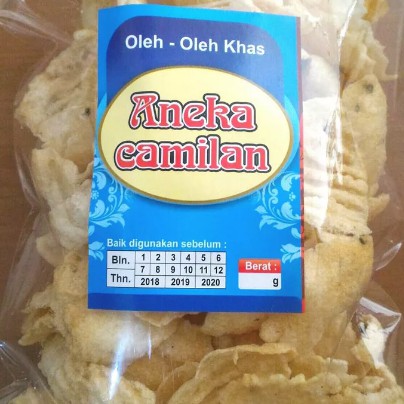 Oleh - Oleh Khas
Aneka
camilan
Baik digunakan sebelum :
Bln. 1 2 3 4 5 6
7 8 9 10 11 12
Thn. 2018 2019 2020
Berat :
g